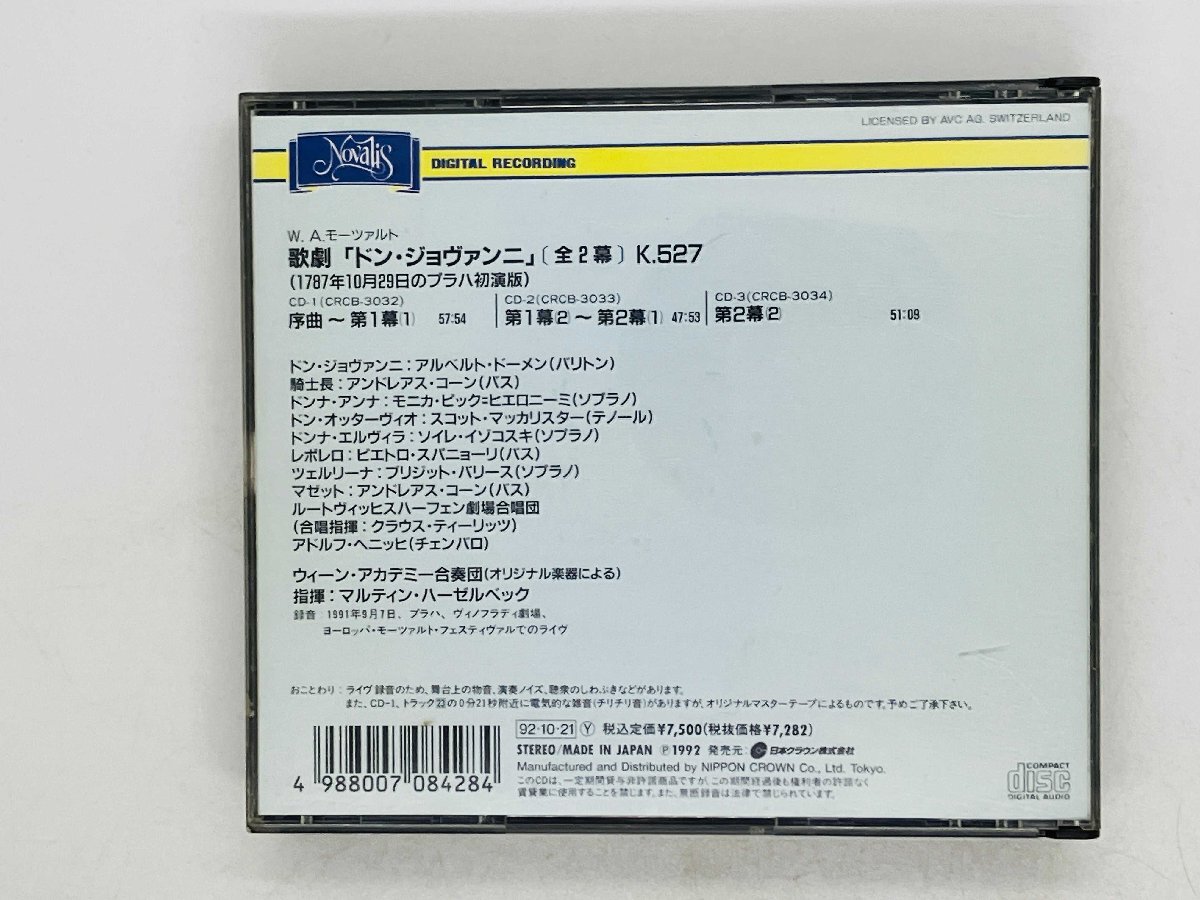 LICENSED BY AVC AG. SWITZERLAND
Novalis
DIGITAL RECORDING
W. A.モーツァルト
歌劇「ドン・ジョヴァンニ」〔全2幕〕K.527
(1787年10月29日のプラハ初演版)
CD-1(CRCB-3032)
序曲〜第1幕(1) 57:54
CD-2(CRCB-3033)
第1幕(2)〜第2幕(1) 47:53
CD-3(CRCB-3034)
第2幕(2) 51:09
ドン・ジョヴァンニ:アルベルト・ドーメン(バリトン)
騎士長:アンドレアス・コーン(バス)
ドンナ・アンナ:モニカ・ピック=ヒエロニーミ(ソプラノ)
ドン・オッターヴィオ:スコット・マッカリスター(テノール)
ドンナ・エルヴィラ:ソイレ・イゾコスキ(ソプラノ)
レポレロ:ピエトロ・スパニョーリ(バス)
ツェルリーナ:ブリジット・バリース(ソプラノ)
マゼット:アンドレアス・コーン(バス)
ルートヴィッヒスハーフェン劇場合唱団
(合唱指揮:クラウス・ティーリッツ)
アドルフ・ヘニッヒ(チェンバロ)
ウィーン・アカデミー合奏団(オリジナル楽器による)
指揮:マルティン・ハーゼルベック
録音:1991年9月7日、プラハ、ヴィノフラディ劇場、
ヨーロッパ・モーツァルト・フェスティヴァルでのライヴ
おことわり:ライヴ録音のため、舞台上の物音、演奏ノイズ、聴衆のしわぶきなどがあります。
また、CD-1、トラック22の0分21秒附近に電気的な雑音(チリチリ音)がありますが、オリジナルマスターテープによるものです。予めご了承下さい。
92・10・21 Y 税込定価¥7,500(税抜価格¥7,282)
STEREO/MADE IN JAPAN ℗1992 発売元:日本クラウン株式会社
Manufactured and Distributed by NIPPON CROWN Co., Ltd. Tokyo.
このCDは、一定期間貸与非許諾商品ですが、この期間経過後も権利者の許諾なく
賃貸業に使用することを禁じます。また、無断録音は法律で禁じられています。
4 988007 084284
COMPACT
disc
DIGITAL AUDIO